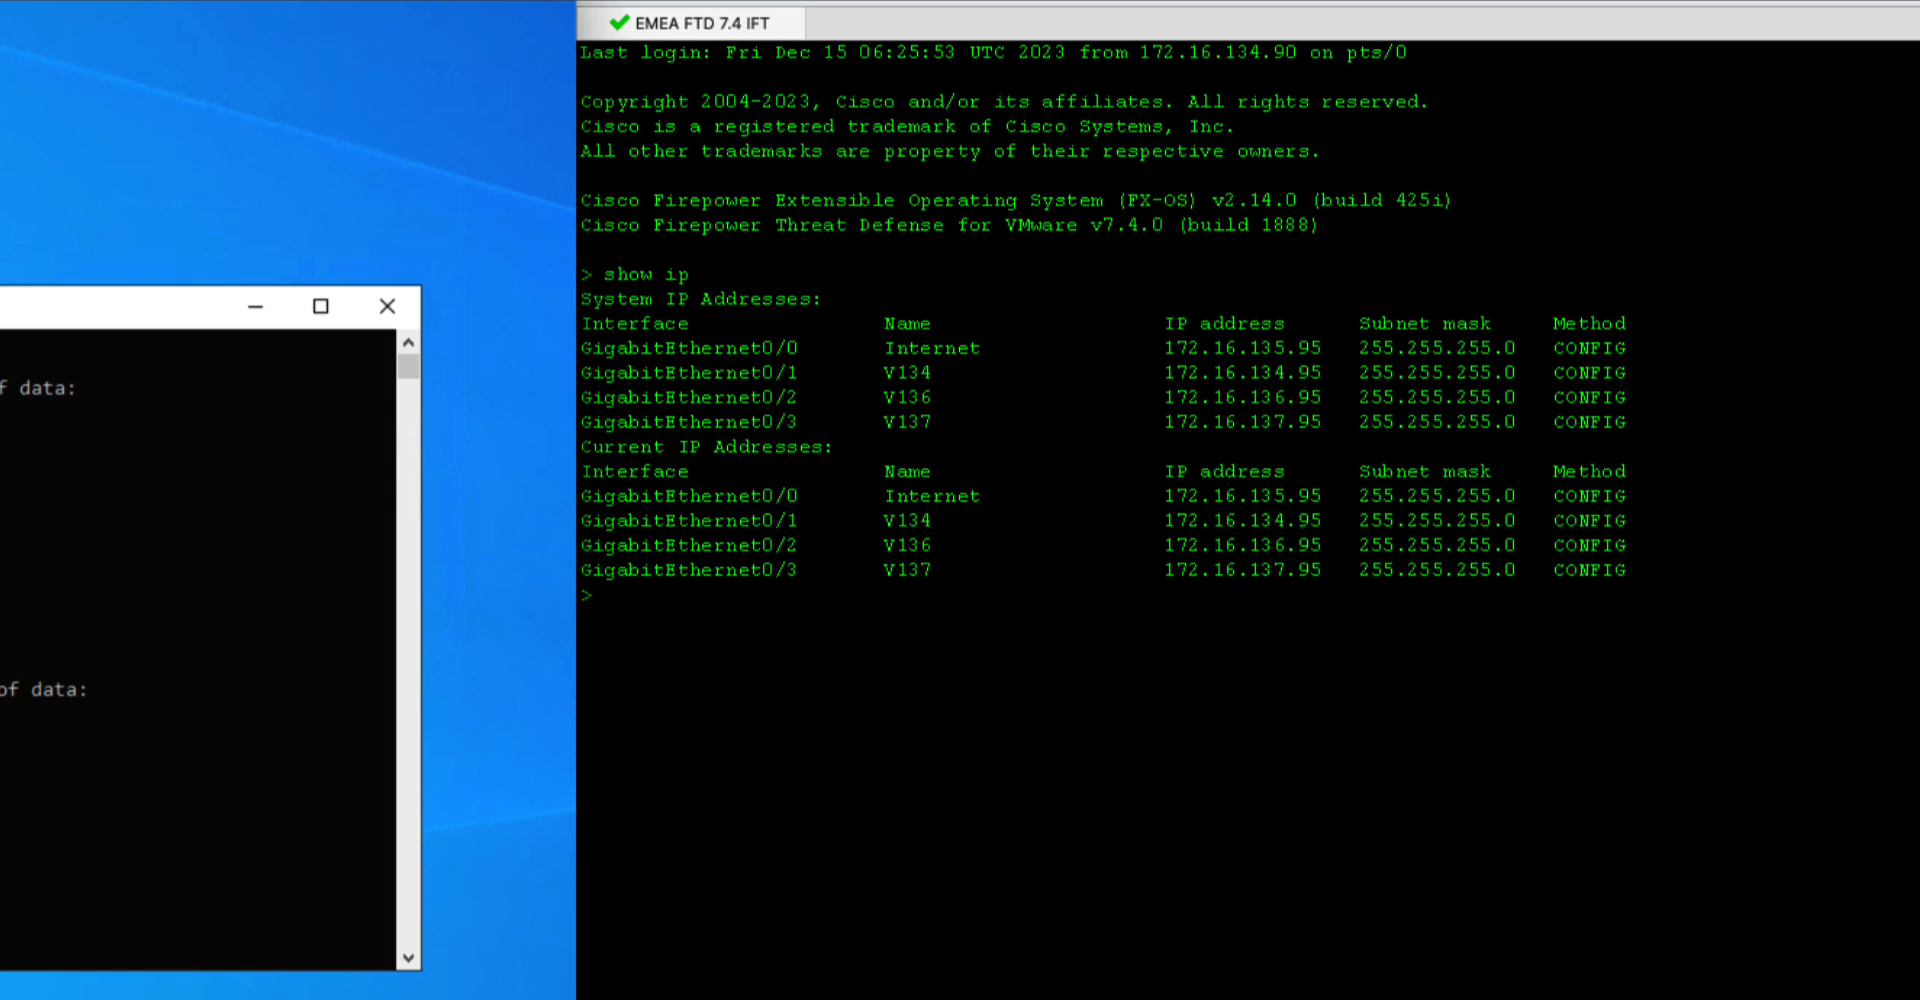 EMEA FTD 7.4 IFT
Last login: Fri Dec 15 06:25:53 UTC 2023 from 172.16.134.90 on pts/0
Copyright 2004-2023, Cisco and/or its affiliates. All rights reserved.
Cisco is a registered trademark of Cisco Systems, Inc.
All other trademarks are property of their respective owners.
Cisco Firepower Extensible Operating System (FX-OS) v2.14.0 (build 425i)
Cisco Firepower Threat Defense for VMware v7.4.0 (build 1888)
> show ip
System IP Addresses:
Interface Name IP address Subnet mask Method
GigabitEthernet0/0 Internet 172.16.135.95 255.255.255.0 CONFIG
GigabitEthernet0/1 V134 172.16.134.95 255.255.255.0 CONFIG
GigabitEthernet0/2 V136 172.16.136.95 255.255.255.0 CONFIG
GigabitEthernet0/3 V137 172.16.137.95 255.255.255.0 CONFIG
Current IP Addresses:
Interface Name IP address Subnet mask Method
GigabitEthernet0/0 Internet 172.16.135.95 255.255.255.0 CONFIG
GigabitEthernet0/1 V134 172.16.134.95 255.255.255.0 CONFIG
GigabitEthernet0/2 V136 172.16.136.95 255.255.255.0 CONFIG
GigabitEthernet0/3 V137 172.16.137.95 255.255.255.0 CONFIG
>
f data:
of data: